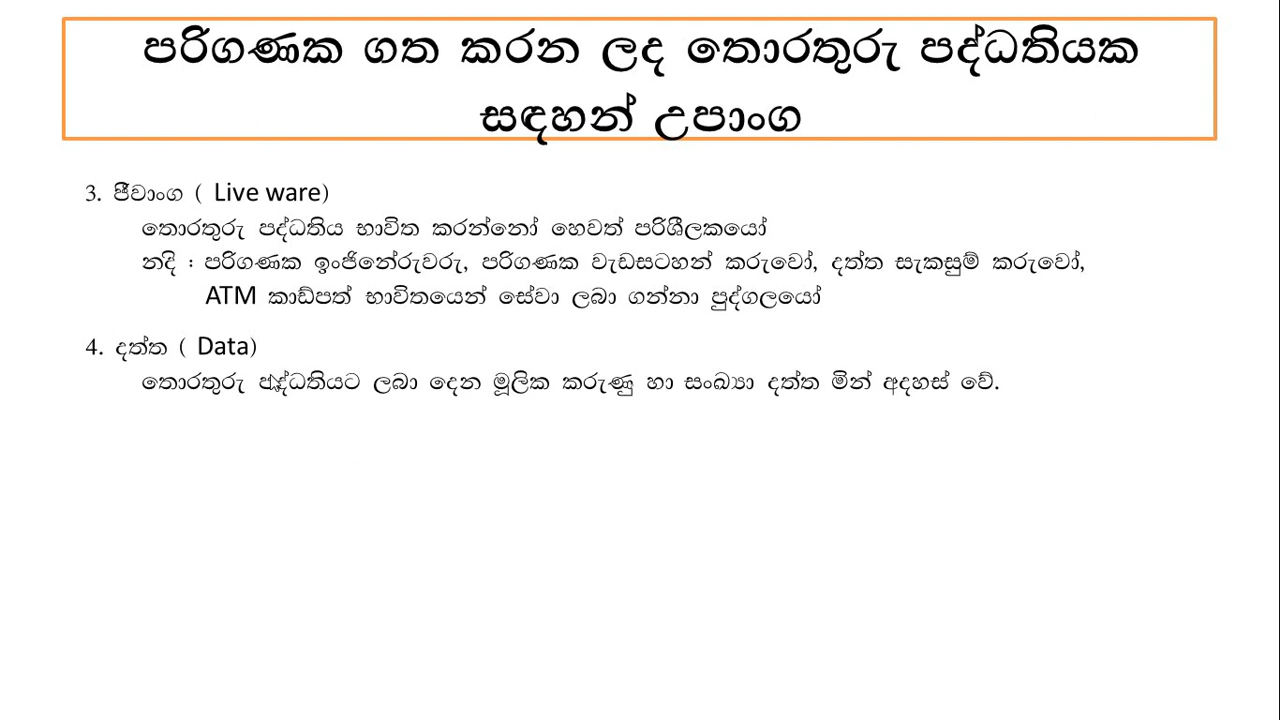 පරිගණක ගත කරන ලද තොරතුරු පද්ධතියක
සඳහන් උපාංග
3. ජීවාංග ( Live ware)
තොරතුරු පද්ධතිය භාවිත කරන්නෝ හෙවත් පරිශීලකයෝ
නදි : පරිගණක ඉංජිනේරුවරු, පරිගණක වැඩසටහන් කරුවෝ, දත්ත සැකසුම් කරුවෝ,
ATM කාඩ්පත් භාවිතයෙන් සේවා ලබා ගන්නා පුද්ගලයෝ
4. දත්ත ( Data)
තොරතුරු පද්ධතියට ලබා දෙන මූලික කරුණු හා සංඛ්‍යා දත්ත මින් අදහස් වේ.